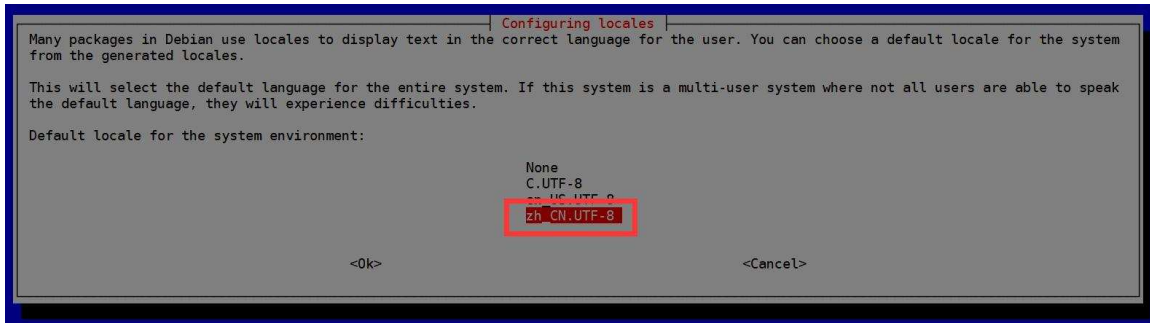 Configuring locales
Many packages in Debian use locales to display text in the correct language for the user. You can choose a default locale for the system
from the generated locales.
This will select the default language for the entire system. If this system is a multi-user system where not all users are able to speak
the default language, they will experience difficulties.
Default locale for the system environment:
None
C.UTF-8
en_US.UTF-8
zh_CN.UTF-8
<Ok> <Cancel>